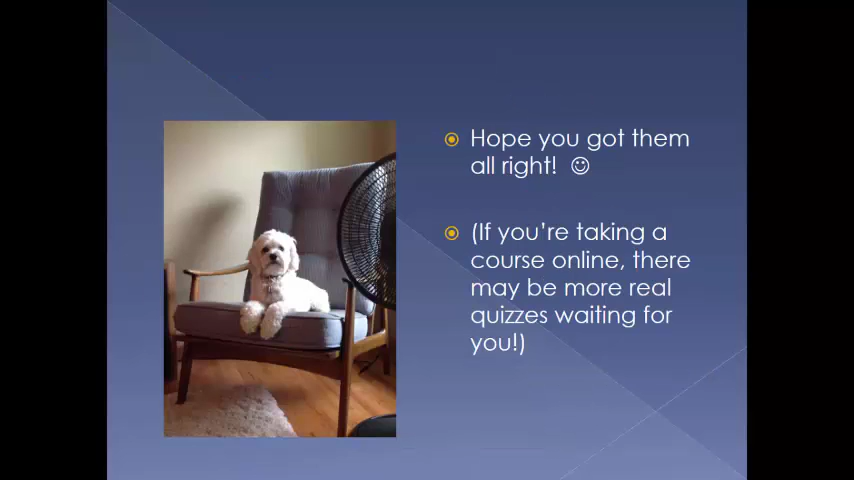 Hope you got them
all right! ☺
(If you're taking a
course online, there
may be more real
quizzes waiting for
you!)